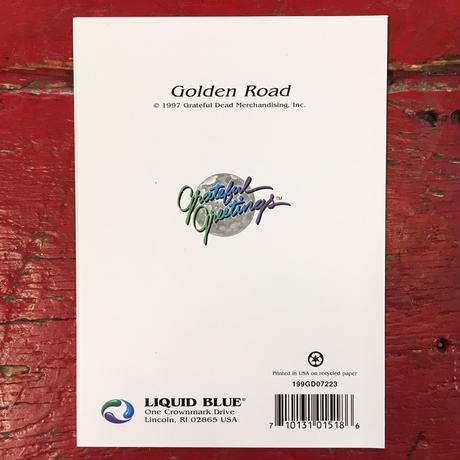 Golden Road
© 1997 Grateful Dead Merchandising, Inc.
Grateful
Greetings™
Printed in USA on recycled paper
199GD07223
LIQUID BLUE®
One Crownmark Drive
Lincoln, RI 02865 USA
7 10131 01518 6